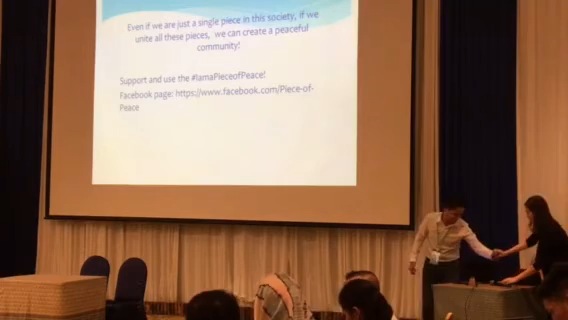 Even if we are just a single piece in this society, if we
unite all these pieces, we can create a peaceful
community!
Support and use the #IamaPieceofPeace!
Facebook page: https://www.facebook.com/Piece-of-
Peace